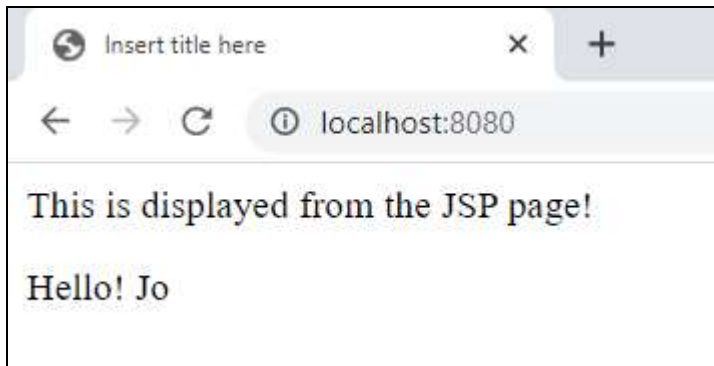 Insert title here
localhost:8080
This is displayed from the JSP page!
Hello! Jo